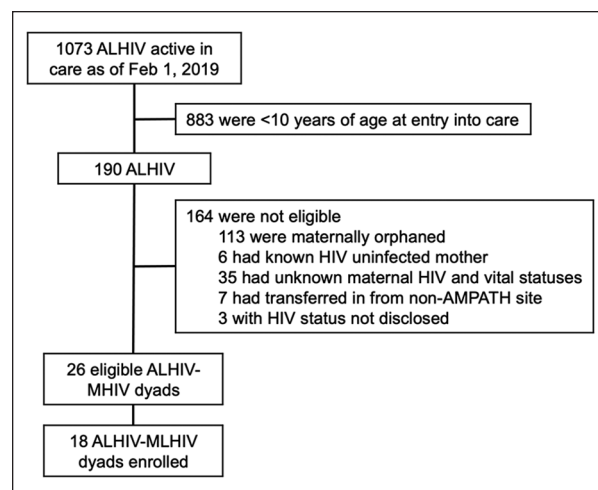 1073 ALHIV active in
care as of Feb 1, 2019
883 were <10 years of age at entry into care
190 ALHIV
164 were not eligible
113 were maternally orphaned
6 had known HIV uninfected mother
35 had unknown maternal HIV and vital statuses
7 had transferred in from non-AMPATH site
3 with HIV status not disclosed
26 eligible ALHIV-
MHIV dyads
18 ALHIV-MLHIV
dyads enrolled